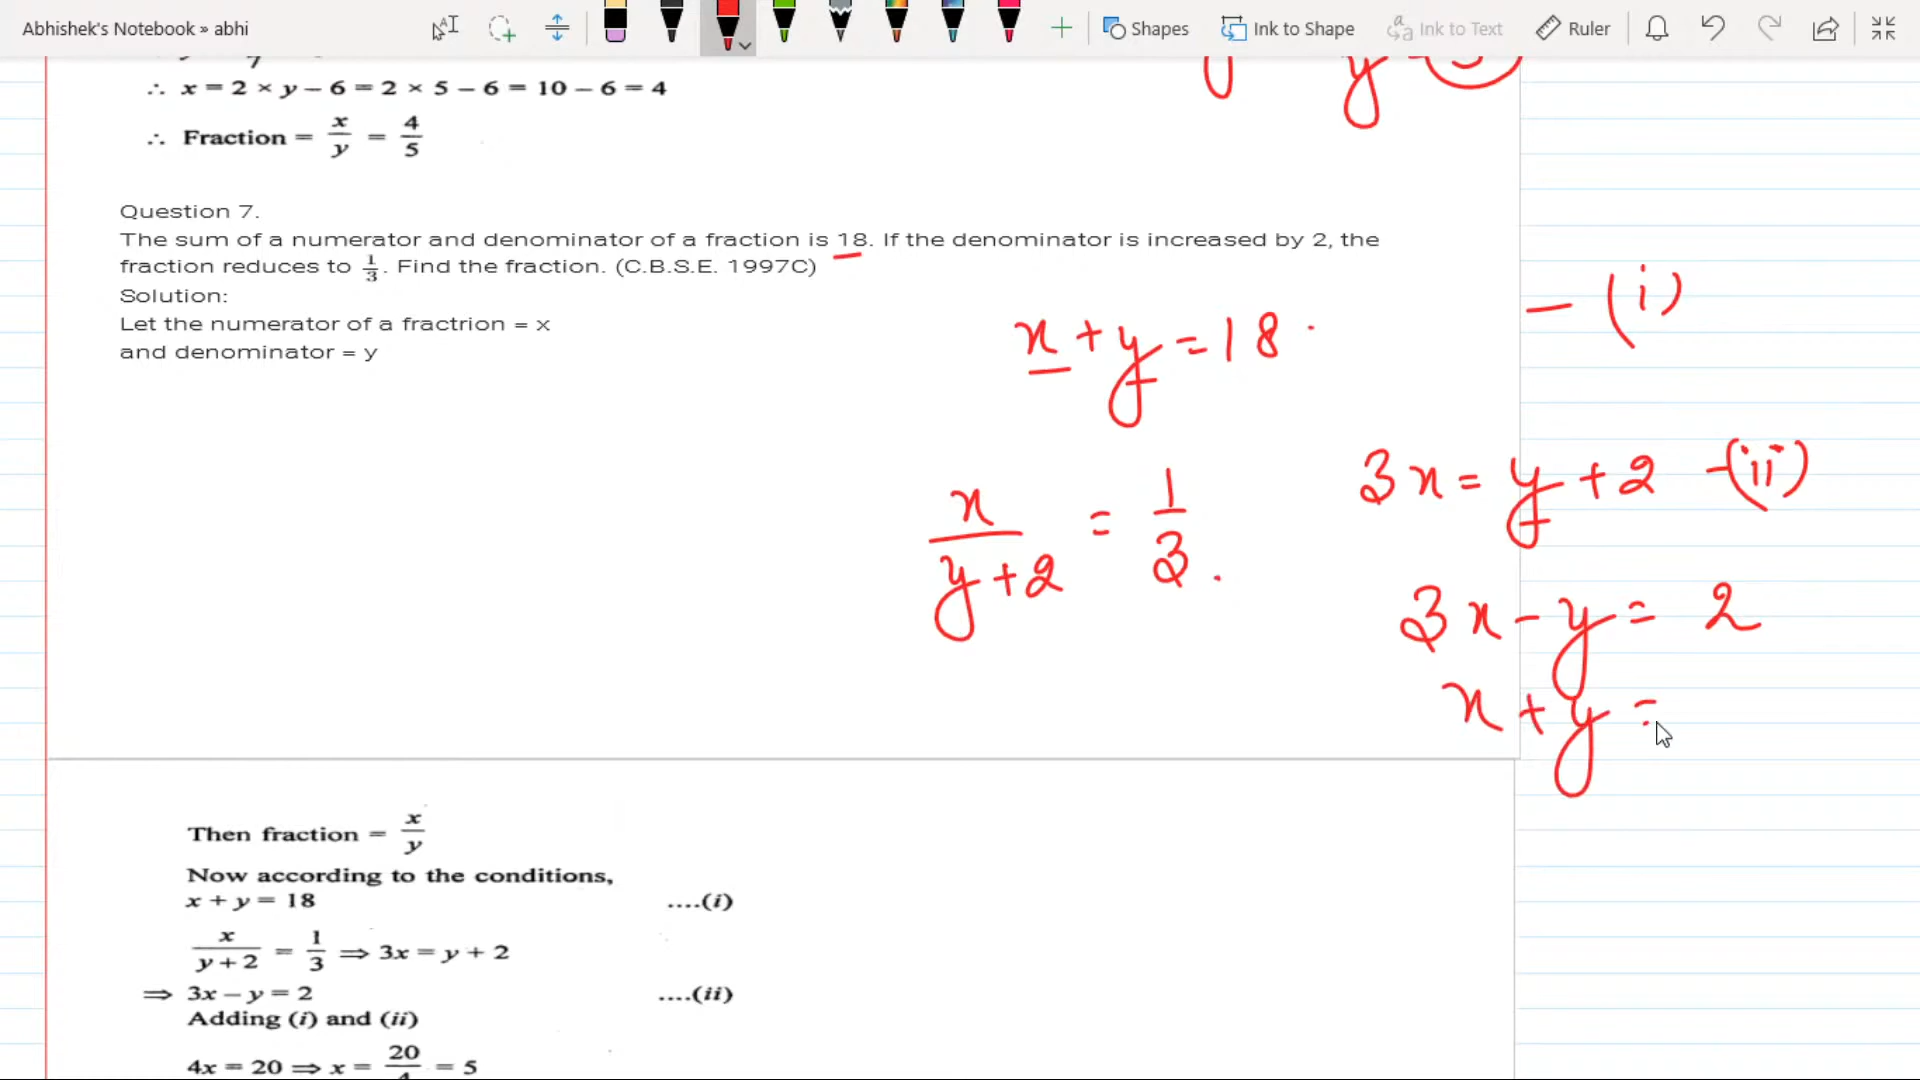 Abhishek's Notebook » abhi
Shapes Ink to Shape Ink to Text Ruler
∴ x = 2 × y − 6 = 2 × 5 − 6 = 10 − 6 = 4
∴ Fraction = x/y = 4/5
Question 7.
The sum of a numerator and denominator of a fraction is 18. If the denominator is increased by 2, the
fraction reduces to 1/3. Find the fraction. (C.B.S.E. 1997C)
Solution:
Let the numerator of a fractrion = x
and denominator = y
x + y = 18 – (i)
x/(y+2) = 1/3.
3x = y + 2 –(ii)
3x – y = 2
x + y =
Then fraction = x/y
Now according to the conditions,
x + y = 18 ....(i)
x/(y + 2) = 1/3 ⇒ 3x = y + 2
⇒ 3x – y = 2 ....(ii)
Adding (i) and (ii)
4x = 20 ⇒ x = 20/4 = 5